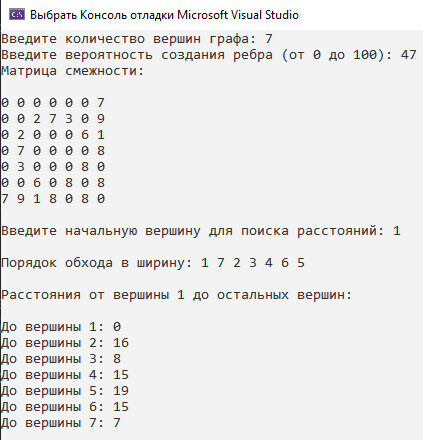 Выбрать Консоль отладки Microsoft Visual Studio
Введите количество вершин графа: 7
Введите вероятность создания ребра (от 0 до 100): 47
Матрица смежности:
0 0 0 0 0 0 7
0 0 2 7 3 0 9
0 2 0 0 0 6 1
0 7 0 0 0 0 8
0 3 0 0 0 8 0
0 0 6 0 8 0 8
7 9 1 8 0 8 0
Введите начальную вершину для поиска расстояний: 1
Порядок обхода в ширину: 1 7 2 3 4 6 5
Расстояния от вершины 1 до остальных вершин:
До вершины 1: 0
До вершины 2: 16
До вершины 3: 8
До вершины 4: 15
До вершины 5: 19
До вершины 6: 15
До вершины 7: 7